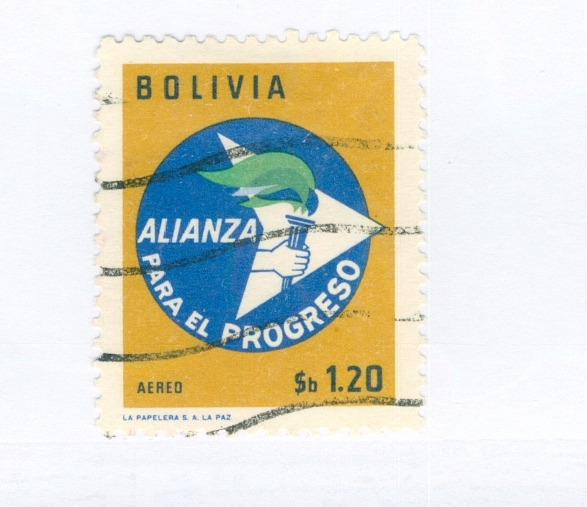 BOLIVIA
ALIANZA
PARA EL PROGRESO
AEREO $b 1.20
LA PAPELERA S. A. LA PAZ